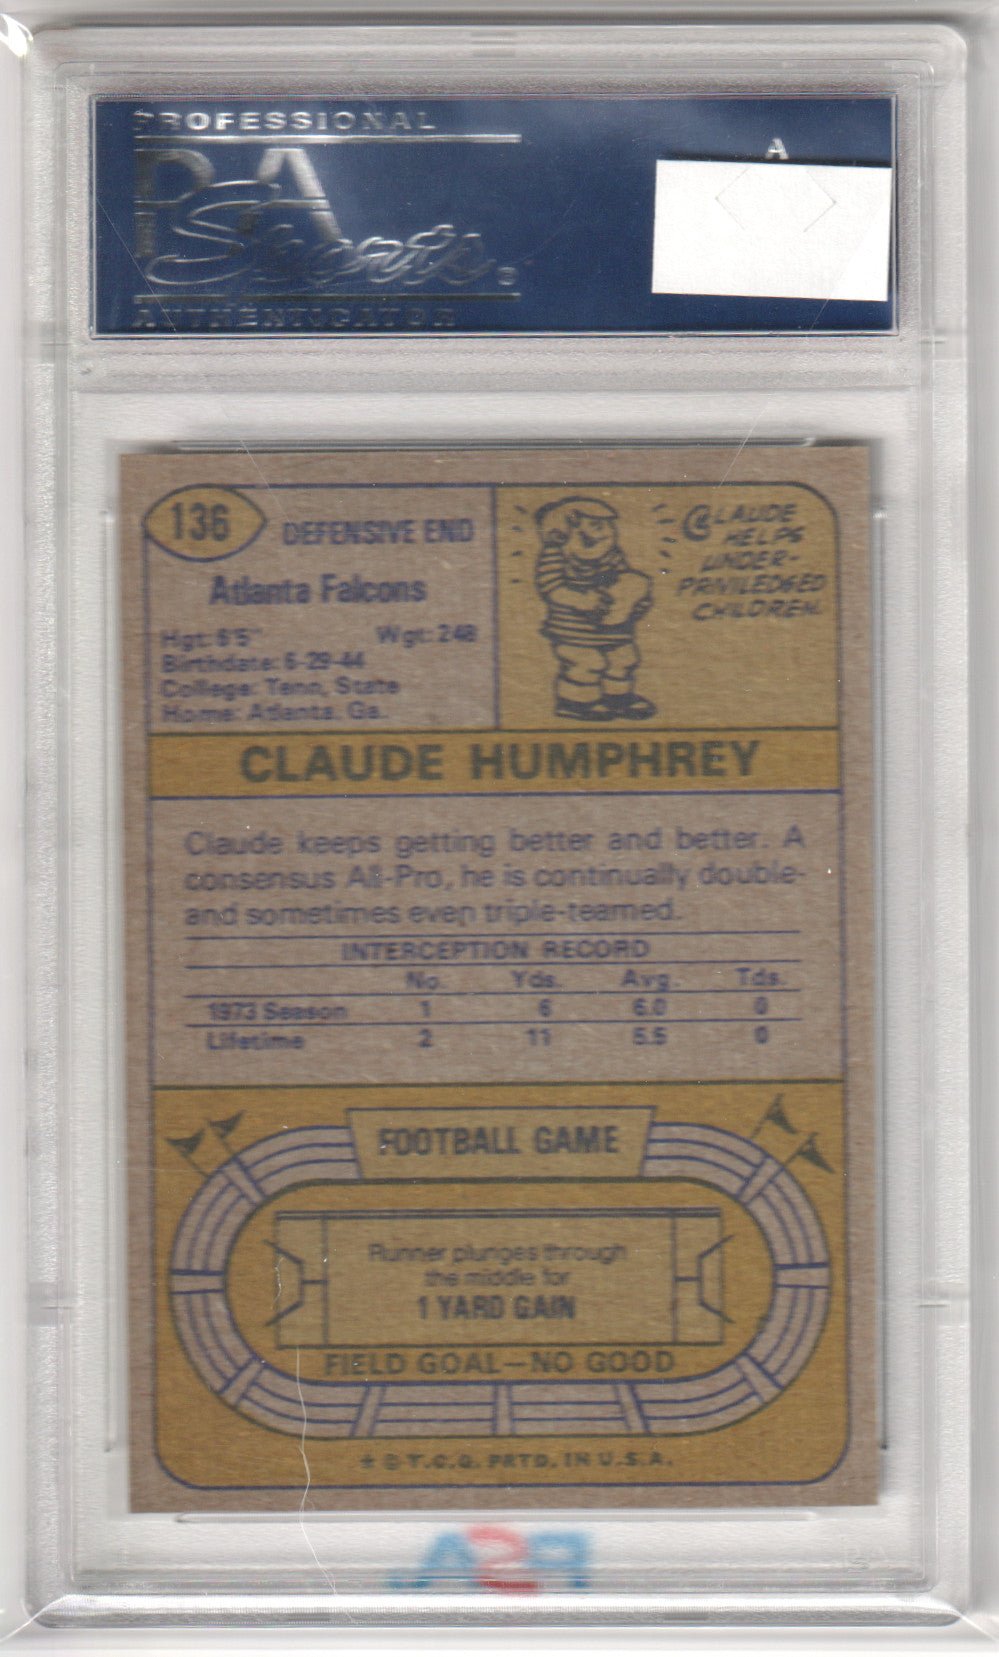 PROFESSIONAL
PSA
Sports
AUTHENTICATOR
136
DEFENSIVE END
Atlanta Falcons
Hgt: 6'5" Wgt: 248
Birthdate: 6-29-44
College: Tenn. State
Home: Atlanta, Ga.
CLAUDE
HELPS
UNDER-
PRIVILEDGED
CHILDREN.
CLAUDE HUMPHREY
Claude keeps getting better and better. A
consensus All-Pro, he is continually double-
and sometimes even triple-teamed.
INTERCEPTION RECORD
No. Yds. Avg. Tds.
1973 Season 1 6 6.0 0
Lifetime 2 11 5.5 0
FOOTBALL GAME
Runner plunges through
the middle for
1 YARD GAIN
FIELD GOAL—NO GOOD
* © T.C.G. PRTD. IN U.S.A.
PSA